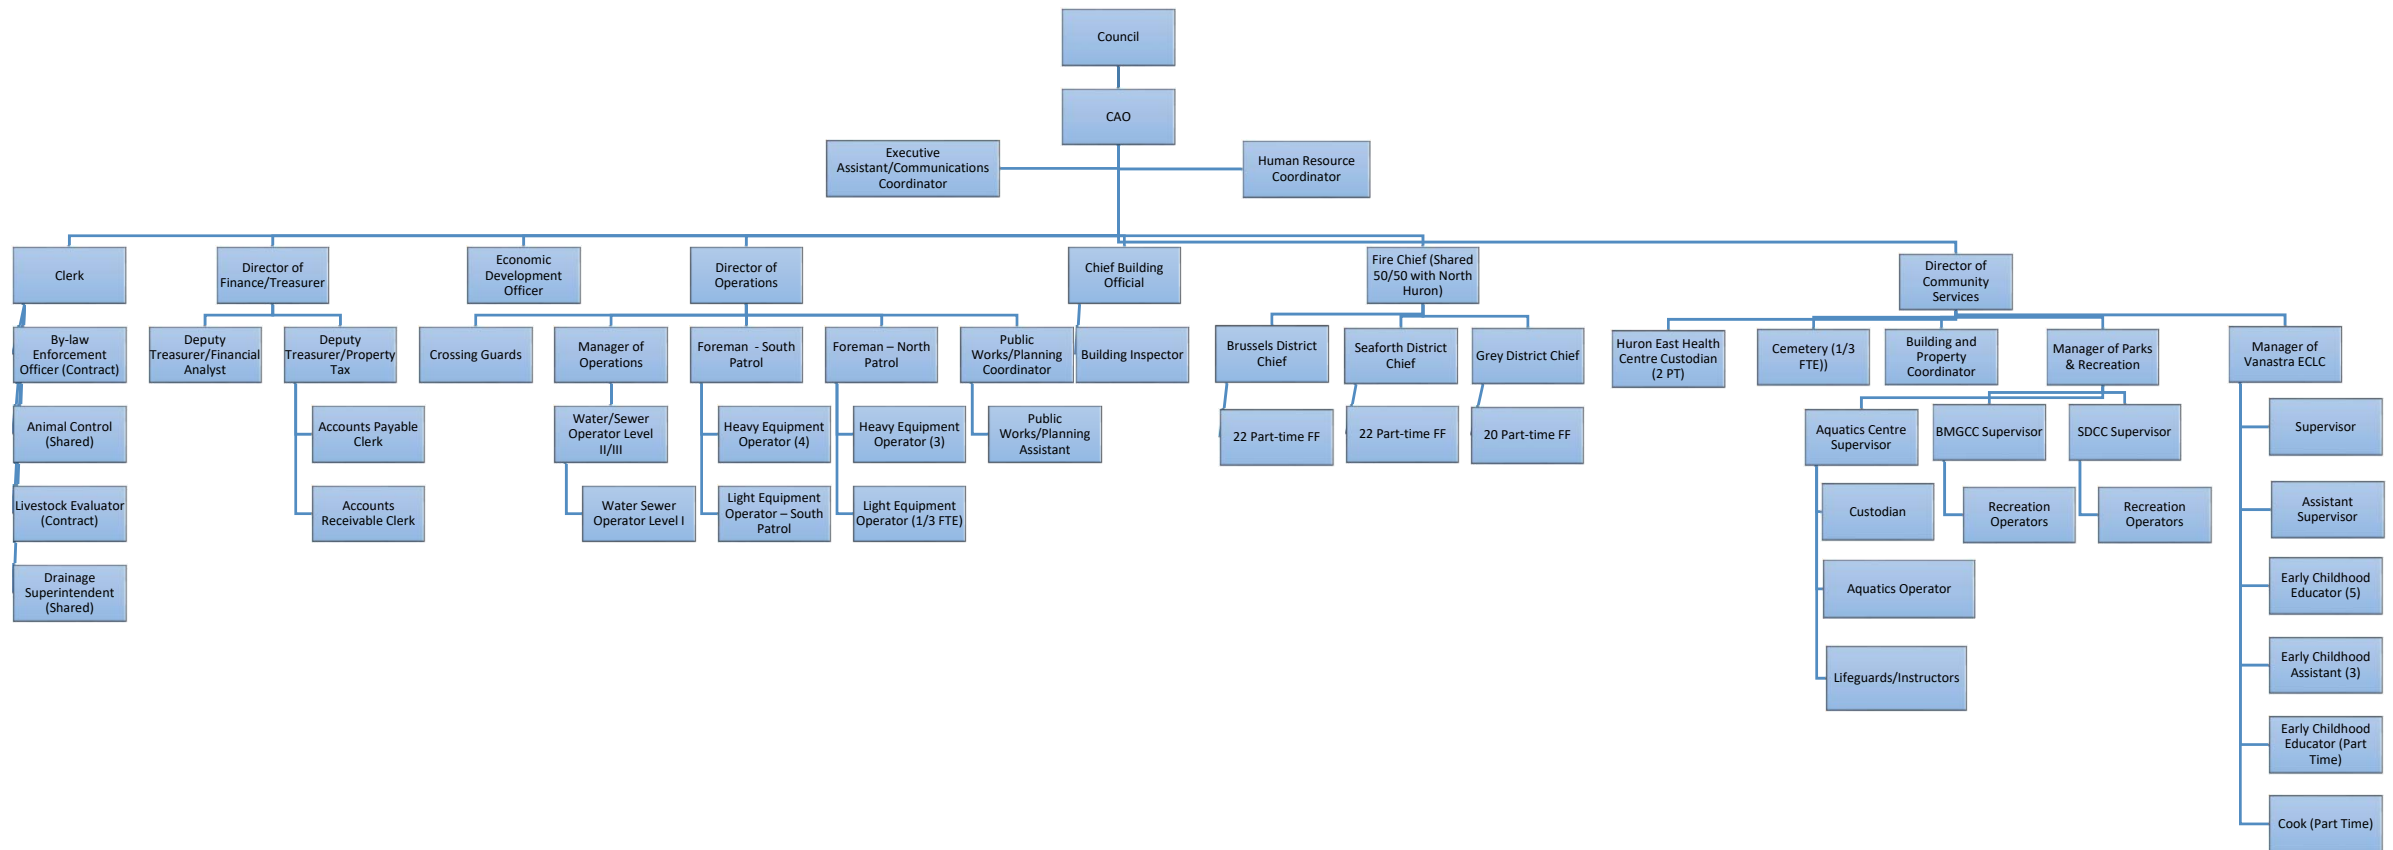 Council
CAO
Executive
Assistant/Communications
Coordinator
Human Resource
Coordinator
Clerk
Director of
Finance/Treasurer
Economic
Development
Officer
Director of
Operations
Chief Building
Official
Fire Chief (Shared
50/50 with North
Huron)
Director of
Community
Services
By-law
Enforcement
Officer (Contract)
Deputy
Treasurer/Financial
Analyst
Deputy
Treasurer/Property
Tax
Crossing Guards
Manager of
Operations
Foreman  - South
Patrol
Foreman – North
Patrol
Public
Works/Planning
Coordinator
Building Inspector
Brussels District
Chief
Seaforth District
Chief
Grey District Chief
Huron East Health
Centre Custodian
(2 PT)
Cemetery (1/3
FTE))
Building and
Property
Coordinator
Manager of Parks
& Recreation
Manager of
Vanastra ECLC
Animal Control
(Shared)
Accounts Payable
Clerk
Water/Sewer
Operator Level
II/III
Heavy Equipment
Operator (4)
Heavy Equipment
Operator (3)
Public
Works/Planning
Assistant
22 Part-time FF
22 Part-time FF
20 Part-time FF
Aquatics Centre
Supervisor
BMGCC Supervisor
SDCC Supervisor
Supervisor
Livestock Evaluator
(Contract)
Accounts
Receivable Clerk
Water Sewer
Operator Level I
Light Equipment
Operator – South
Patrol
Light Equipment
Operator (1/3 FTE)
Custodian
Recreation
Operators
Recreation
Operators
Assistant
Supervisor
Drainage
Superintendent
(Shared)
Aquatics Operator
Early Childhood
Educator (5)
Lifeguards/Instructors
Early Childhood
Assistant (3)
Early Childhood
Educator (Part
Time)
Cook (Part Time)